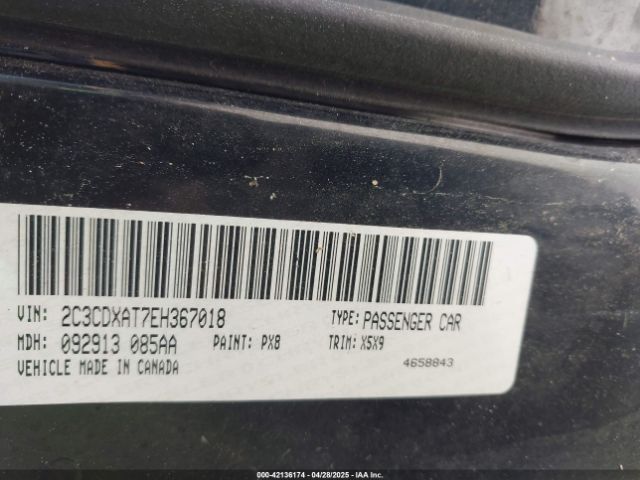 VIN: 2C3CDXAT7EH367018 TYPE: PASSENGER CAR
MDH: 092913 085AA PAINT: PX8 TRIM: X5X9
VEHICLE MADE IN CANADA 4658843
000-42136174 | 04/28/2025 - IAA Inc.